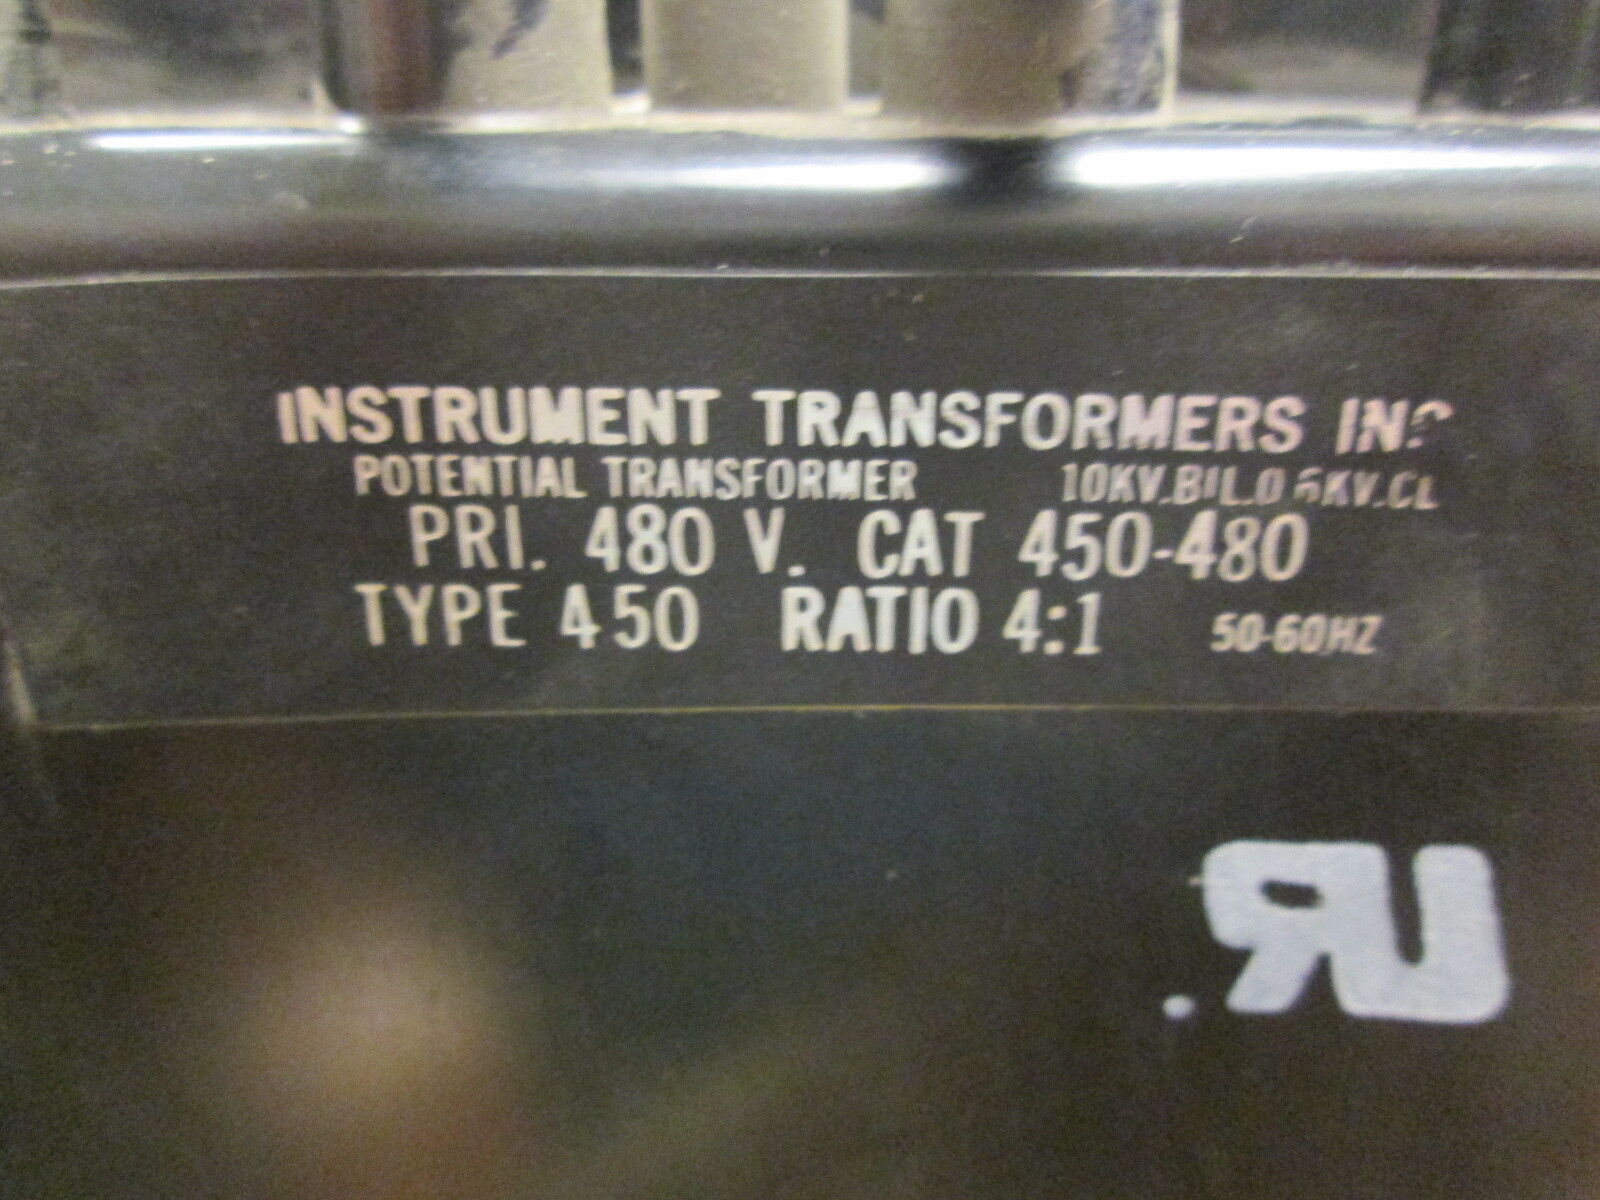 INSTRUMENT TRANSFORMERS INC
POTENTIAL TRANSFORMER 10KV.BIL.0.6KV.CL
PRI. 480 V. CAT 450-480
TYPE 450 RATIO 4:1 50-60HZ
UR